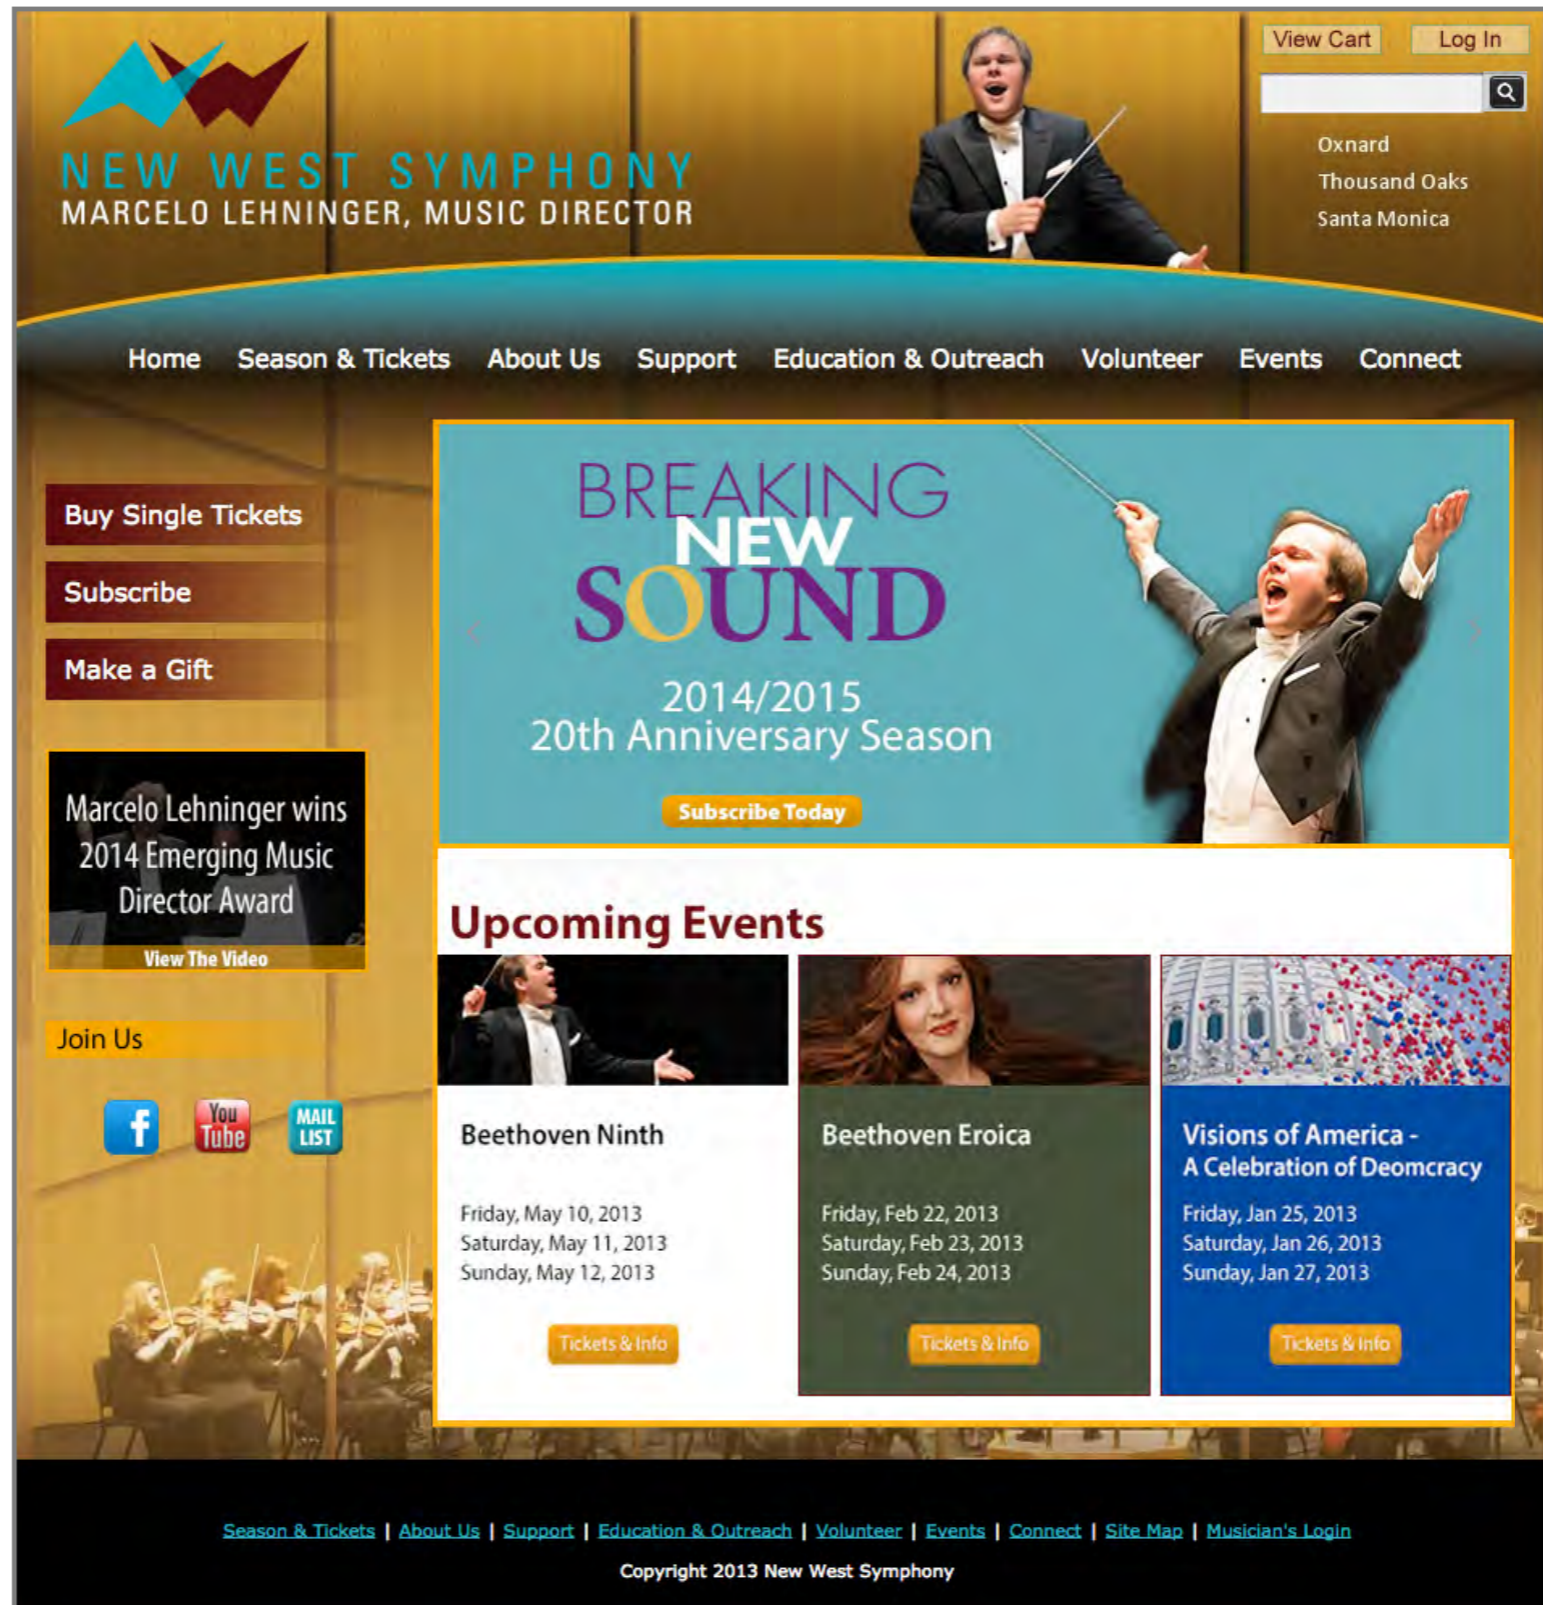 View Cart
Log In
NEW WEST SYMPHONY
MARCELO LEHNINGER, MUSIC DIRECTOR
Oxnard
Thousand Oaks
Santa Monica
Home
Season & Tickets
About Us
Support
Education & Outreach
Volunteer
Events
Connect
Buy Single Tickets
Subscribe
Make a Gift
Marcelo Lehninger wins
2014 Emerging Music
Director Award
View The Video
Join Us
f
You
Tube
MAIL
LIST
BREAKING
NEW
SOUND
2014/2015
20th Anniversary Season
Subscribe Today
Upcoming Events
Beethoven Ninth
Friday, May 10, 2013
Saturday, May 11, 2013
Sunday, May 12, 2013
Tickets & Info
Beethoven Eroica
Friday, Feb 22, 2013
Saturday, Feb 23, 2013
Sunday, Feb 24, 2013
Tickets & Info
Visions of America -
A Celebration of Deomcracy
Friday, Jan 25, 2013
Saturday, Jan 26, 2013
Sunday, Jan 27, 2013
Tickets & Info
Season & Tickets | About Us | Support | Education & Outreach | Volunteer | Events | Connect | Site Map | Musician's Login
Copyright 2013 New West Symphony